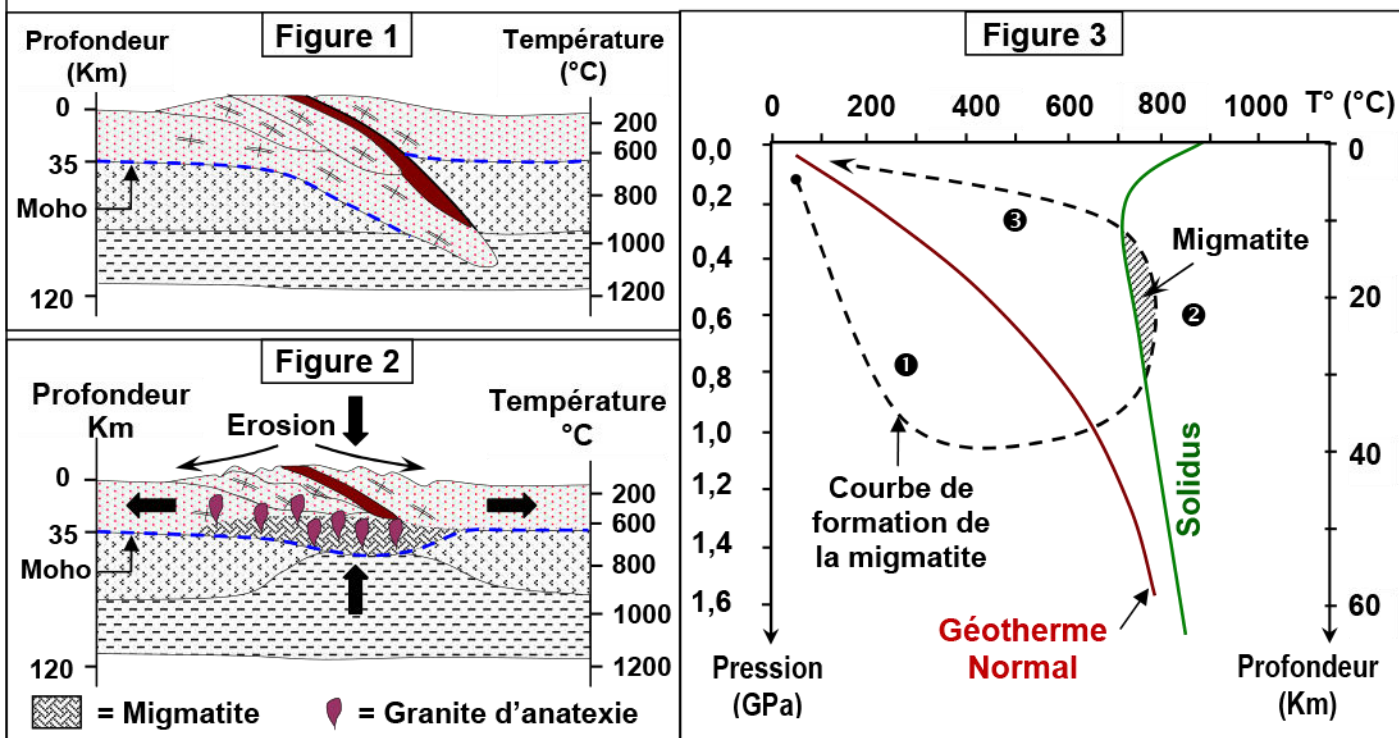 Figure 1
Profondeur
(Km)
Température
(°C)
0
35
120
Moho
200
600
800
1000
1200
Figure 2
Profondeur
Km
Erosion
Température
°C
0
35
120
Moho
200
600
800
1000
1200
= Migmatite
= Granite d'anatexie
Figure 3
0 200 400 600 800 1000 T° (°C)
0,0
0,2
0,4
0,6
0,8
1,0
1,2
1,4
1,6
0
20
40
60
❸
Migmatite
❷
❶
Courbe de
formation de
la migmatite
Solidus
Géotherme
Normal
Pression
(GPa)
Profondeur
(Km)